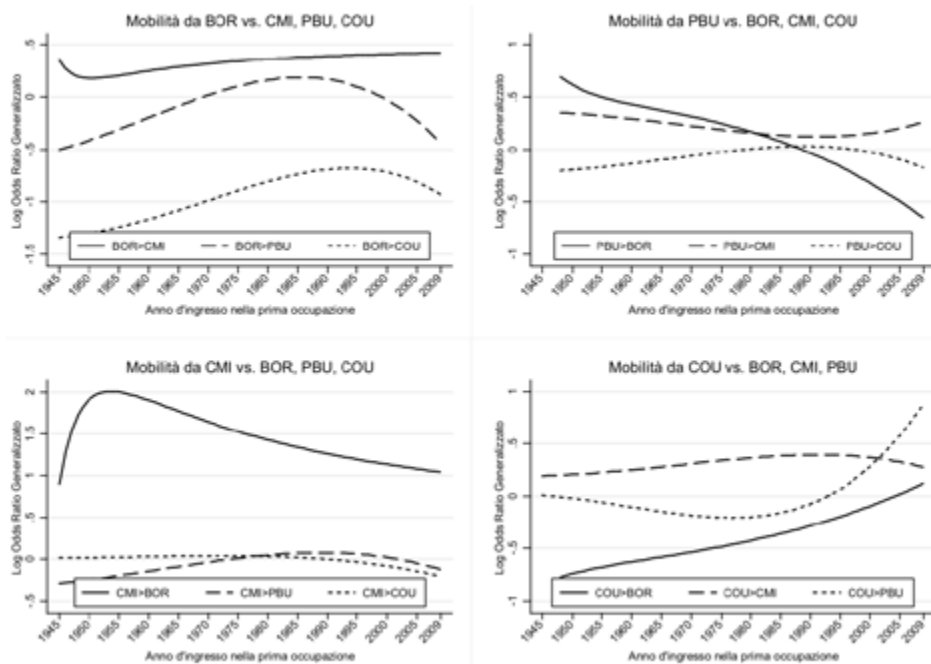 Mobilità da BOR vs. CMI, PBU, COU
Log Odds Ratio Generalizzato
.5
0
-.5
-1
-1.5
BOR>CMI BOR>PBU BOR>COU
1945 1950 1955 1960 1965 1970 1975 1980 1985 1990 1995 2000 2005 2009
Anno d'ingresso nella prima occupazione
Mobilità da PBU vs. BOR, CMI, COU
Log Odds Ratio Generalizzato
1
.5
0
-.5
-1
PBU>BOR PBU>CMI PBU>COU
1945 1950 1955 1960 1965 1970 1975 1980 1985 1990 1995 2000 2005 2009
Anno d'ingresso nella prima occupazione
Mobilità da CMI vs. BOR, PBU, COU
Log Odds Ratio Generalizzato
2
1.5
1
.5
0
-.5
CMI>BOR CMI>PBU CMI>COU
1945 1950 1955 1960 1965 1970 1975 1980 1985 1990 1995 2000 2005 2009
Anno d'ingresso nella prima occupazione
Mobilità da COU vs. BOR, CMI, PBU
Log Odds Ratio Generalizzato
1
.5
0
-.5
-1
COU>BOR COU>CMI COU>PBU
1945 1950 1955 1960 1965 1970 1975 1980 1985 1990 1995 2000 2005 2009
Anno d'ingresso nella prima occupazione